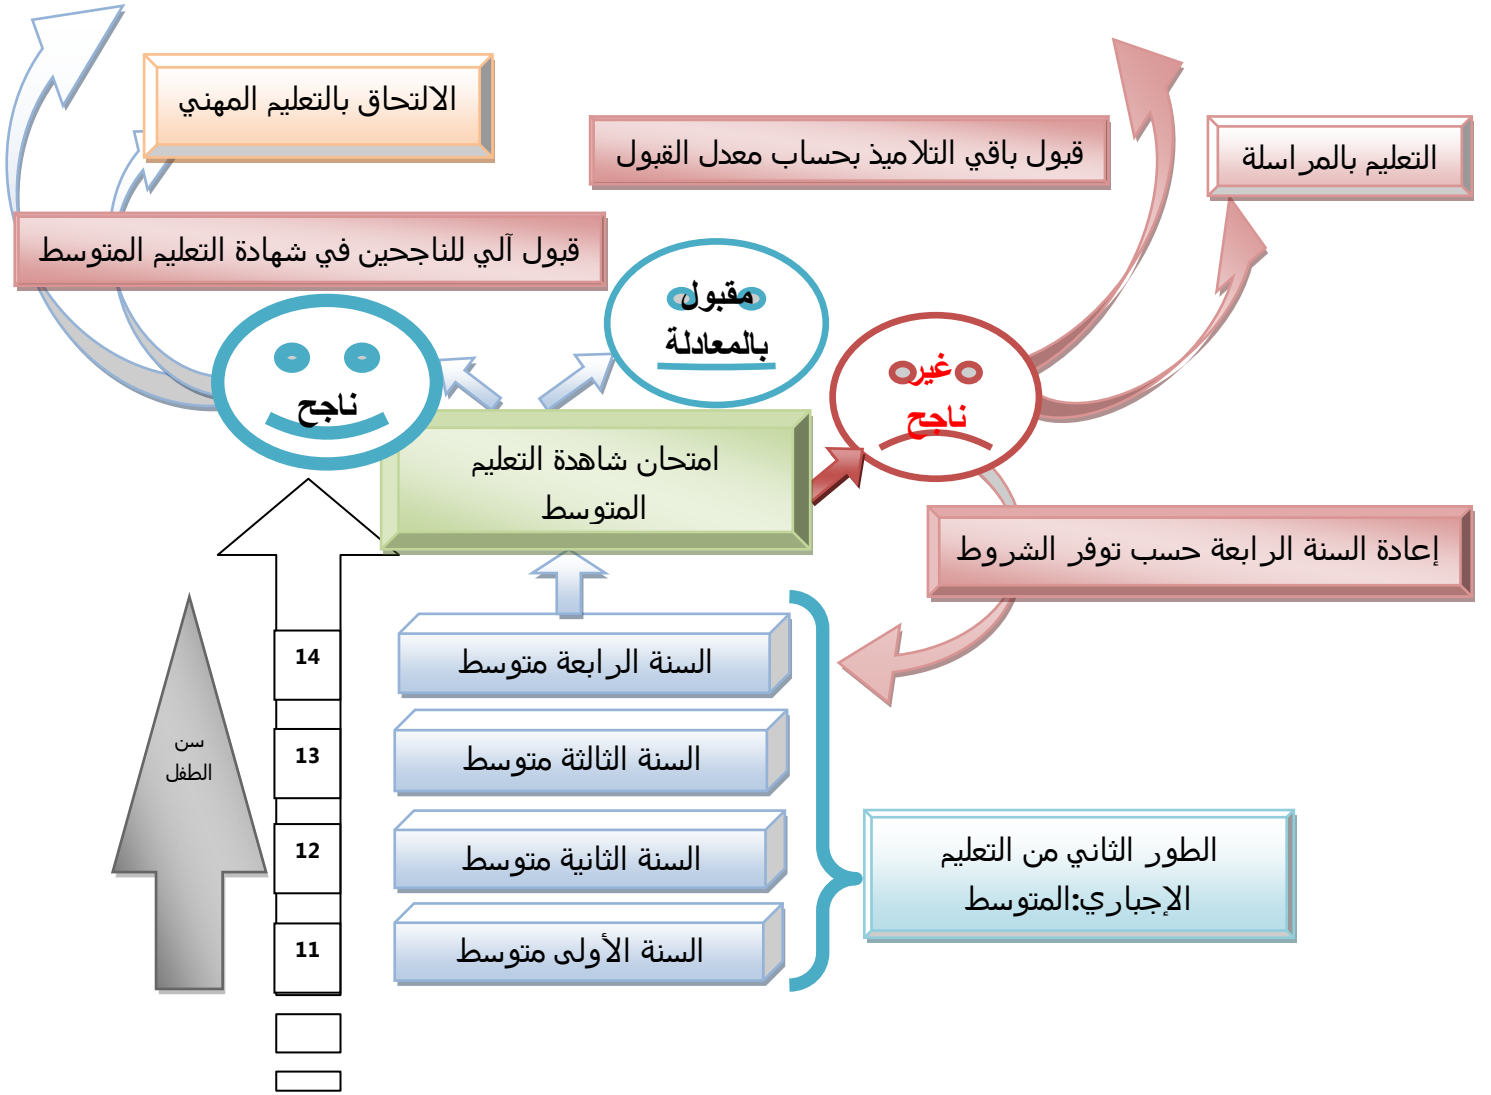 الالتحاق بالتعليم المهني
قبول باقي التلاميذ بحساب معدل القبول
التعليم بالمراسلة
قبول آلي للناجحين في شهادة التعليم المتوسط
مقبول
بالمعادلة
غير
ناجح
ناجح
امتحان شاهدة التعليم
المتوسط
إعادة السنة الرابعة حسب توفر الشروط
14
السنة الرابعة متوسط
سن
الطفل
13
السنة الثالثة متوسط
12
السنة الثانية متوسط
الطور الثاني من التعليم
الإجباري:المتوسط
11
السنة الأولى متوسط